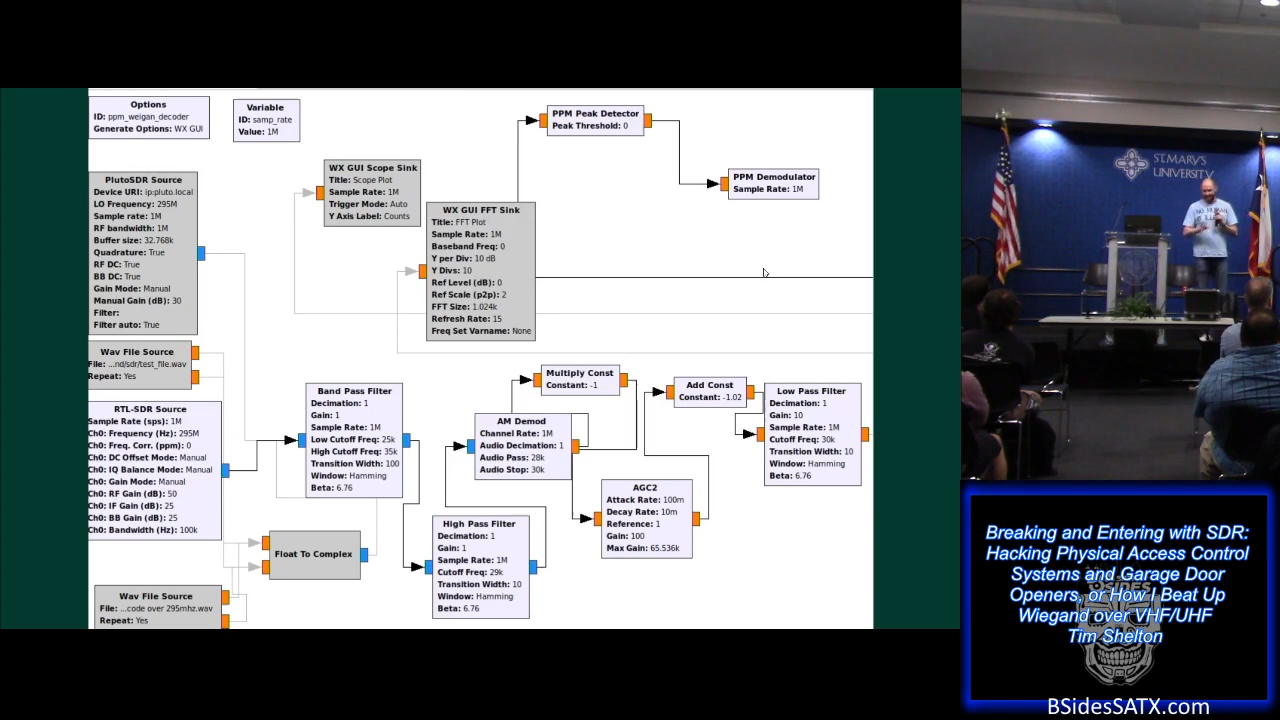 Options
ID: ppm_weigan_decoder
Generate Options: WX GUI
Variable
ID: samp_rate
Value: 1M
PPM Peak Detector
Peak Threshold: 0
PPM Demodulator
Sample Rate: 1M
WX GUI Scope Sink
Title: Scope Plot
Sample Rate: 1M
Trigger Mode: Auto
Y Axis Label: Counts
PlutoSDR Source
Device URI: ip:pluto.local
LO Frequency: 295M
Sample rate: 1M
RF bandwidth: 1M
Buffer size: 32.768k
Quadrature: True
RF DC: True
BB DC: True
Gain Mode: Manual
Manual Gain (dB): 30
Filter:
Filter auto: True
WX GUI FFT Sink
Title: FFT Plot
Sample Rate: 1M
Baseband Freq: 0
Y per Div: 10 dB
Y Divs: 10
Ref Level (dB): 0
Ref Scale (p2p): 2
FFT Size: 1.024k
Refresh Rate: 15
Freq Set Varname: None
Wav File Source
File: ...nd/sdr/test_file.wav
Repeat: Yes
RTL-SDR Source
Sample Rate (sps): 1M
Ch0: Frequency (Hz): 295M
Ch0: Freq. Corr. (ppm): 0
Ch0: DC Offset Mode: Manual
Ch0: IQ Balance Mode: Manual
Ch0: Gain Mode: Manual
Ch0: RF Gain (dB): 50
Ch0: IF Gain (dB): 25
Ch0: BB Gain (dB): 25
Ch0: Bandwidth (Hz): 100k
Band Pass Filter
Decimation: 1
Gain: 1
Sample Rate: 1M
Low Cutoff Freq: 25k
High Cutoff Freq: 35k
Transition Width: 100
Window: Hamming
Beta: 6.76
Multiply Const
Constant: -1
Add Const
Constant: -1.02
Low Pass Filter
Decimation: 1
Gain: 10
Sample Rate: 1M
Cutoff Freq: 30k
Transition Width: 10
Window: Hamming
Beta: 6.76
AM Demod
Channel Rate: 1M
Audio Decimation: 1
Audio Pass: 28k
Audio Stop: 30k
AGC2
Attack Rate: 100m
Decay Rate: 10m
Reference: 1
Gain: 100
Max Gain: 65.536k
High Pass Filter
Decimation: 1
Gain: 1
Sample Rate: 1M
Cutoff Freq: 29k
Transition Width: 10
Window: Hamming
Beta: 6.76
Float To Complex
Wav File Source
File: ...code over 295mhz.wav
Repeat: Yes
ST. MARY'S
UNIVERSITY
NO HUMAN
Breaking and Entering with SDR:
Hacking Physical Access Control
Systems and Garage Door
Openers, or How I Beat Up
Wiegand over VHF/UHF
Tim Shelton
BSidesSATX.com